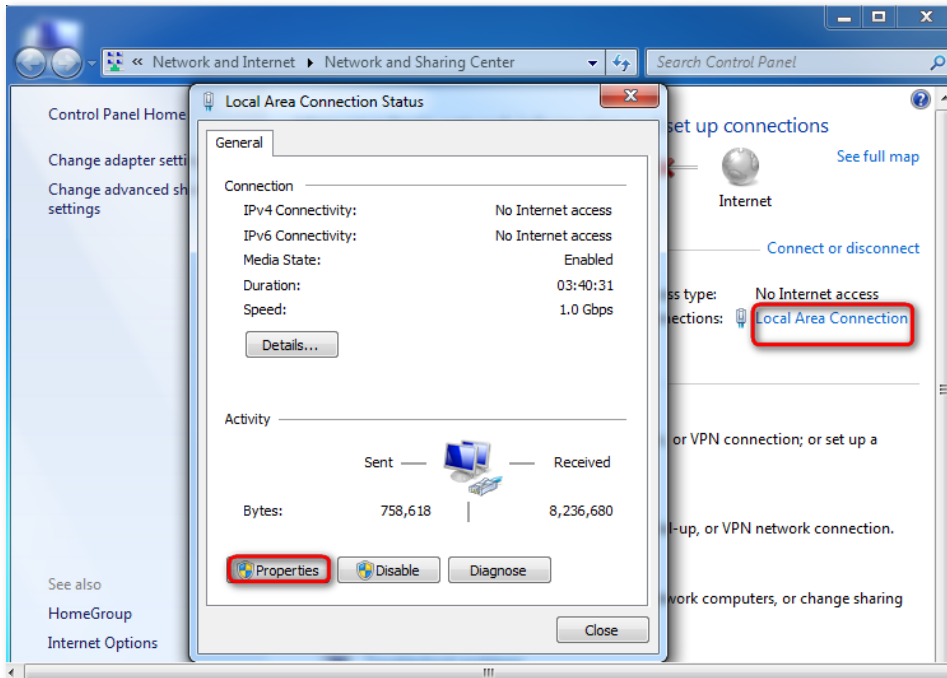 « Network and Internet ▸ Network and Sharing Center
Search Control Panel
Control Panel Home
Change adapter setti
Change advanced sh
settings
See also
HomeGroup
Internet Options
Local Area Connection Status
General
Connection
IPv4 Connectivity: No Internet access
IPv6 Connectivity: No Internet access
Media State: Enabled
Duration: 03:40:31
Speed: 1.0 Gbps
Details...
Activity
Sent Received
Bytes: 758,618 8,236,680
Properties Disable Diagnose
Close
set up connections
See full map
Internet
Connect or disconnect
ss type: No Internet access
ections: Local Area Connection
or VPN connection; or set up a
l-up, or VPN network connection.
work computers, or change sharing